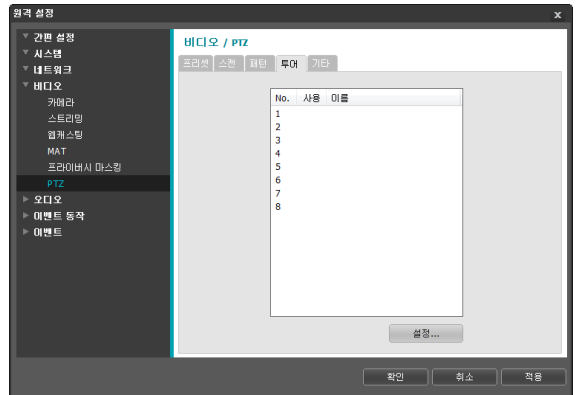 원격 설정 x
▼ 간편 설정
▼ 시스템
▼ 네트워크
▼ 비디오
카메라
스트리밍
웹캐스팅
MAT
프라이버시 마스킹
PTZ
▶ 오디오
▶ 이벤트 동작
▶ 이벤트
비디오 / PTZ
프리셋 스캔 패턴 투어 기타
No. 사용 이름
1
2
3
4
5
6
7
8
설정...
확인 취소 적용